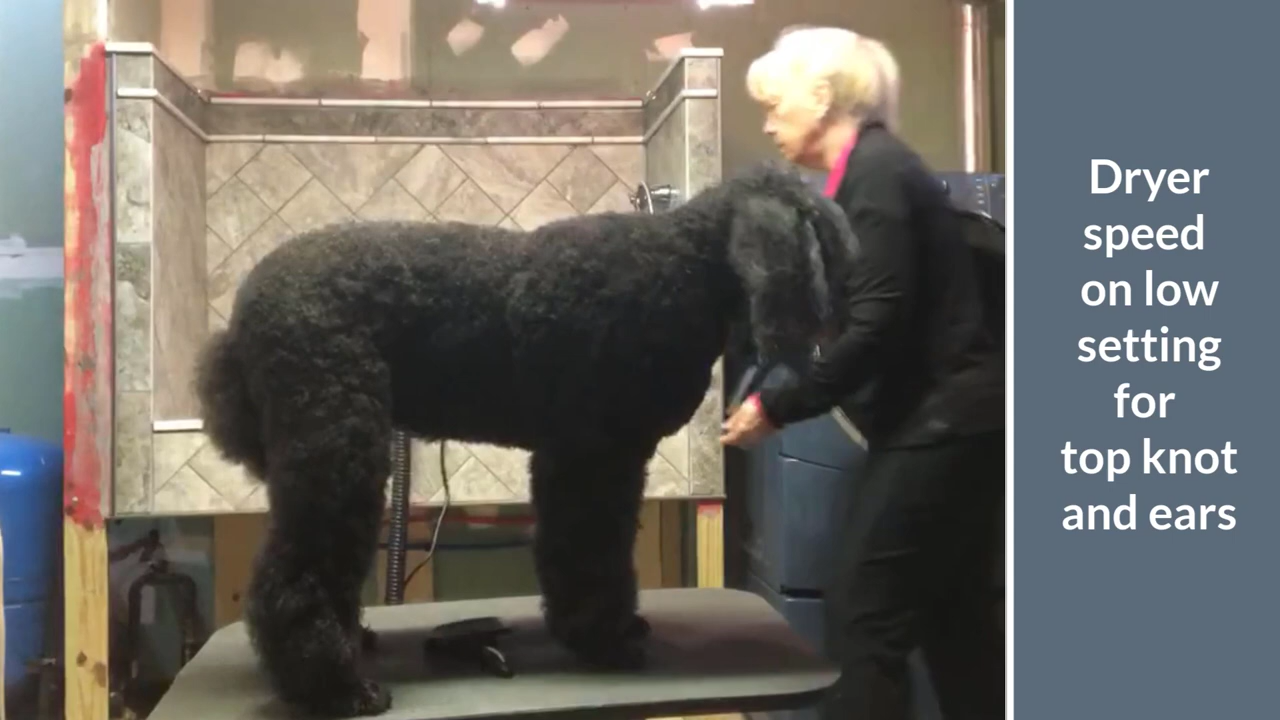 Dryer
speed
on low
setting
for
top knot
and ears